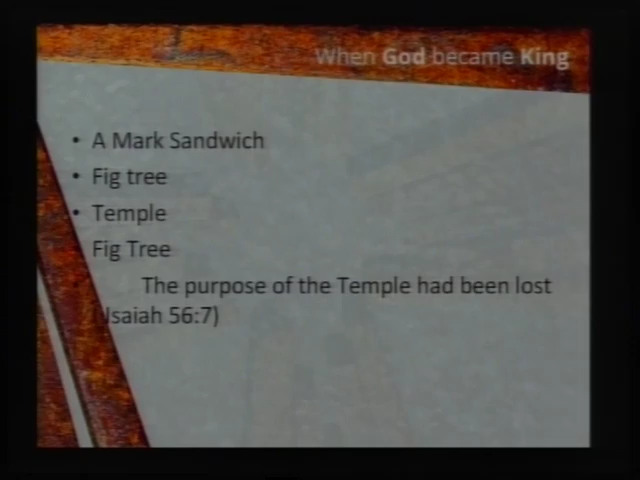 When God became King
• A Mark Sandwich
• Fig tree
• Temple
Fig Tree
The purpose of the Temple had been lost
(Isaiah 56:7)